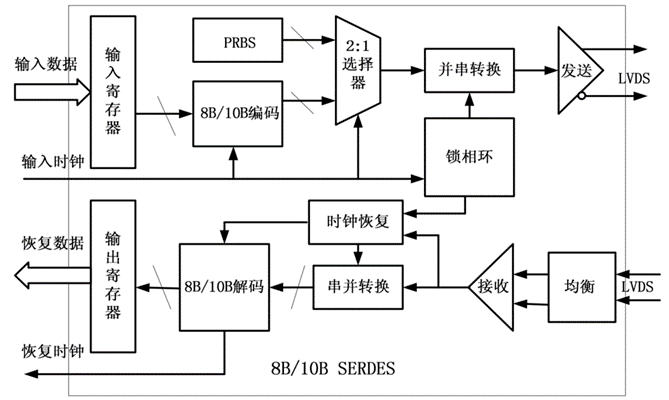 PRBS
2:1
选择器
输入数据
输入寄存器
8B/10B编码
并串转换
发送
LVDS
输入时钟
锁相环
时钟恢复
恢复数据
输出寄存器
8B/10B解码
串并转换
接收
均衡
LVDS
恢复时钟
8B/10B SERDES